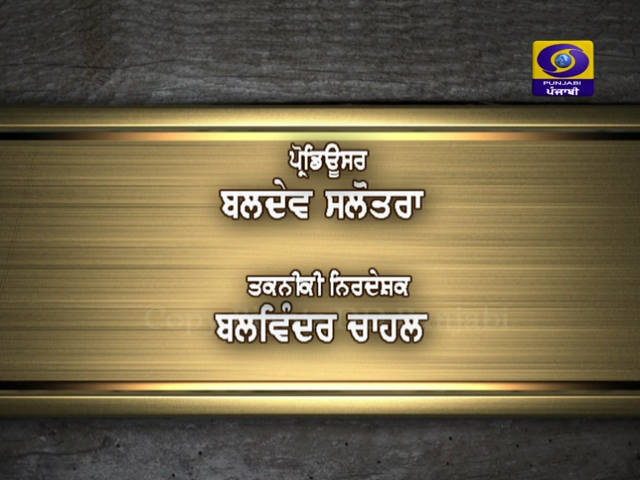 PUNJABI
ਪੰਜਾਬੀ
ਪ੍ਰੋਡਿਊਸਰ
ਬਲਦੇਵ ਸਲੋਤਰਾ
ਤਕਨੀਕੀ ਨਿਰਦੇਸ਼ਕ
ਬਲਵਿੰਦਰ ਚਾਹਲ